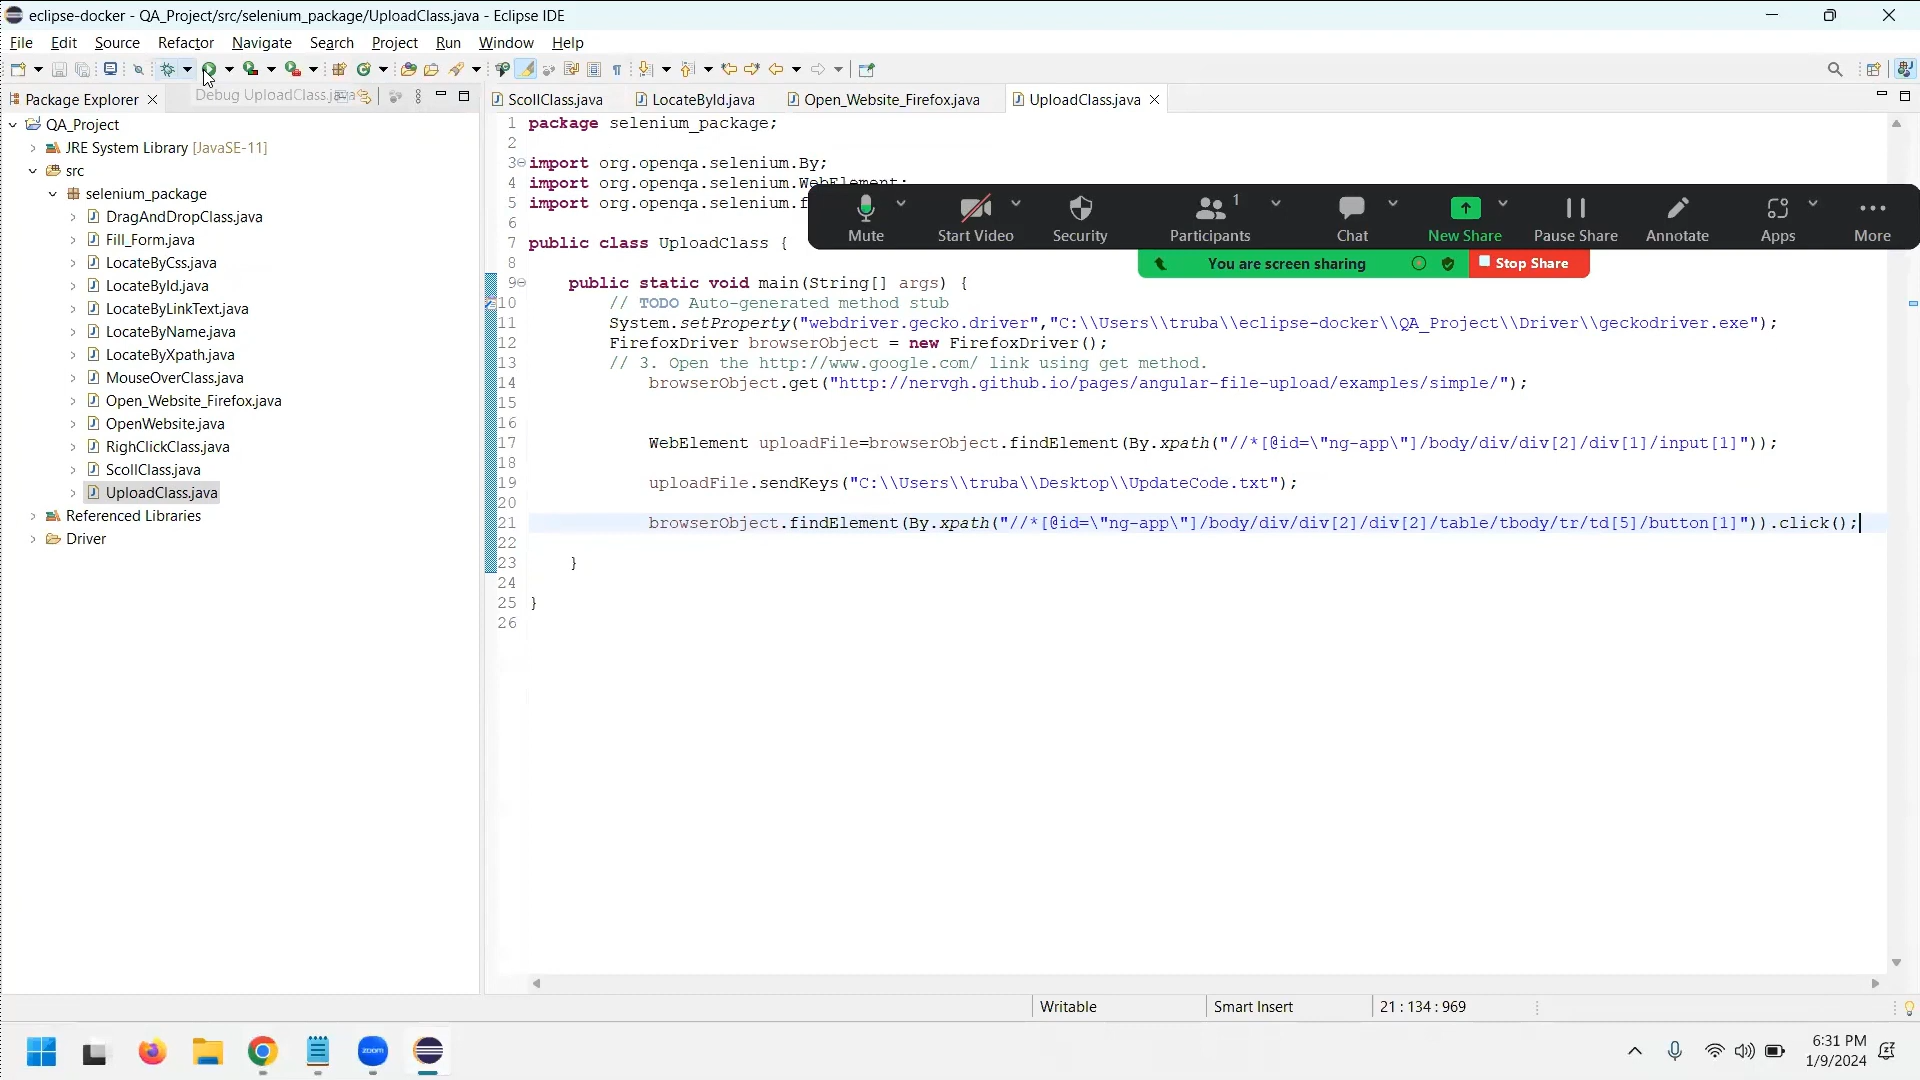 eclipse-docker - QA_Project/src/selenium_package/UploadClass.java - Eclipse IDE
File Edit Source Refactor Navigate Search Project Run Window Help
Package Explorer
Debug UploadClass.java
ScollClass.java
LocateById.java
Open_Website_Firefox.java
UploadClass.java
QA_Project
JRE System Library [JavaSE-11]
src
selenium_package
DragAndDropClass.java
Fill_Form.java
LocateByCss.java
LocateById.java
LocateByLinkText.java
LocateByName.java
LocateByXpath.java
MouseOverClass.java
Open_Website_Firefox.java
OpenWebsite.java
RighClickClass.java
ScollClass.java
UploadClass.java
Referenced Libraries
Driver
1 package selenium_package;
2
3 import org.openqa.selenium.By;
4 import org.openqa.selenium.WebElement;
5 import org.openqa.selenium.f
6
7 public class UploadClass {
8
9 public static void main(String[] args) {
10 // TODO Auto-generated method stub
11 System.setProperty("webdriver.gecko.driver","C:\\Users\\truba\\eclipse-docker\\QA_Project\\Driver\\geckodriver.exe");
12 FirefoxDriver browserObject = new FirefoxDriver();
13 // 3. Open the http://www.google.com/ link using get method.
14 browserObject.get("http://nervgh.github.io/pages/angular-file-upload/examples/simple/");
15
16
17 WebElement uploadFile=browserObject.findElement(By.xpath("//*[@id=\"ng-app\"]/body/div/div[2]/div[1]/input[1]"));
18
19 uploadFile.sendKeys("C:\\Users\\truba\\Desktop\\UpdateCode.txt");
20
21 browserObject.findElement(By.xpath("//*[@id=\"ng-app\"]/body/div/div[2]/div[2]/table/tbody/tr/td[5]/button[1]")).click();
22
23 }
24
25 }
26
Mute Start Video Security Participants 1 Chat New Share Pause Share Annotate Apps More
You are screen sharing Stop Share
Writable Smart Insert 21 : 134 : 969
zoom
6:31 PM
1/9/2024